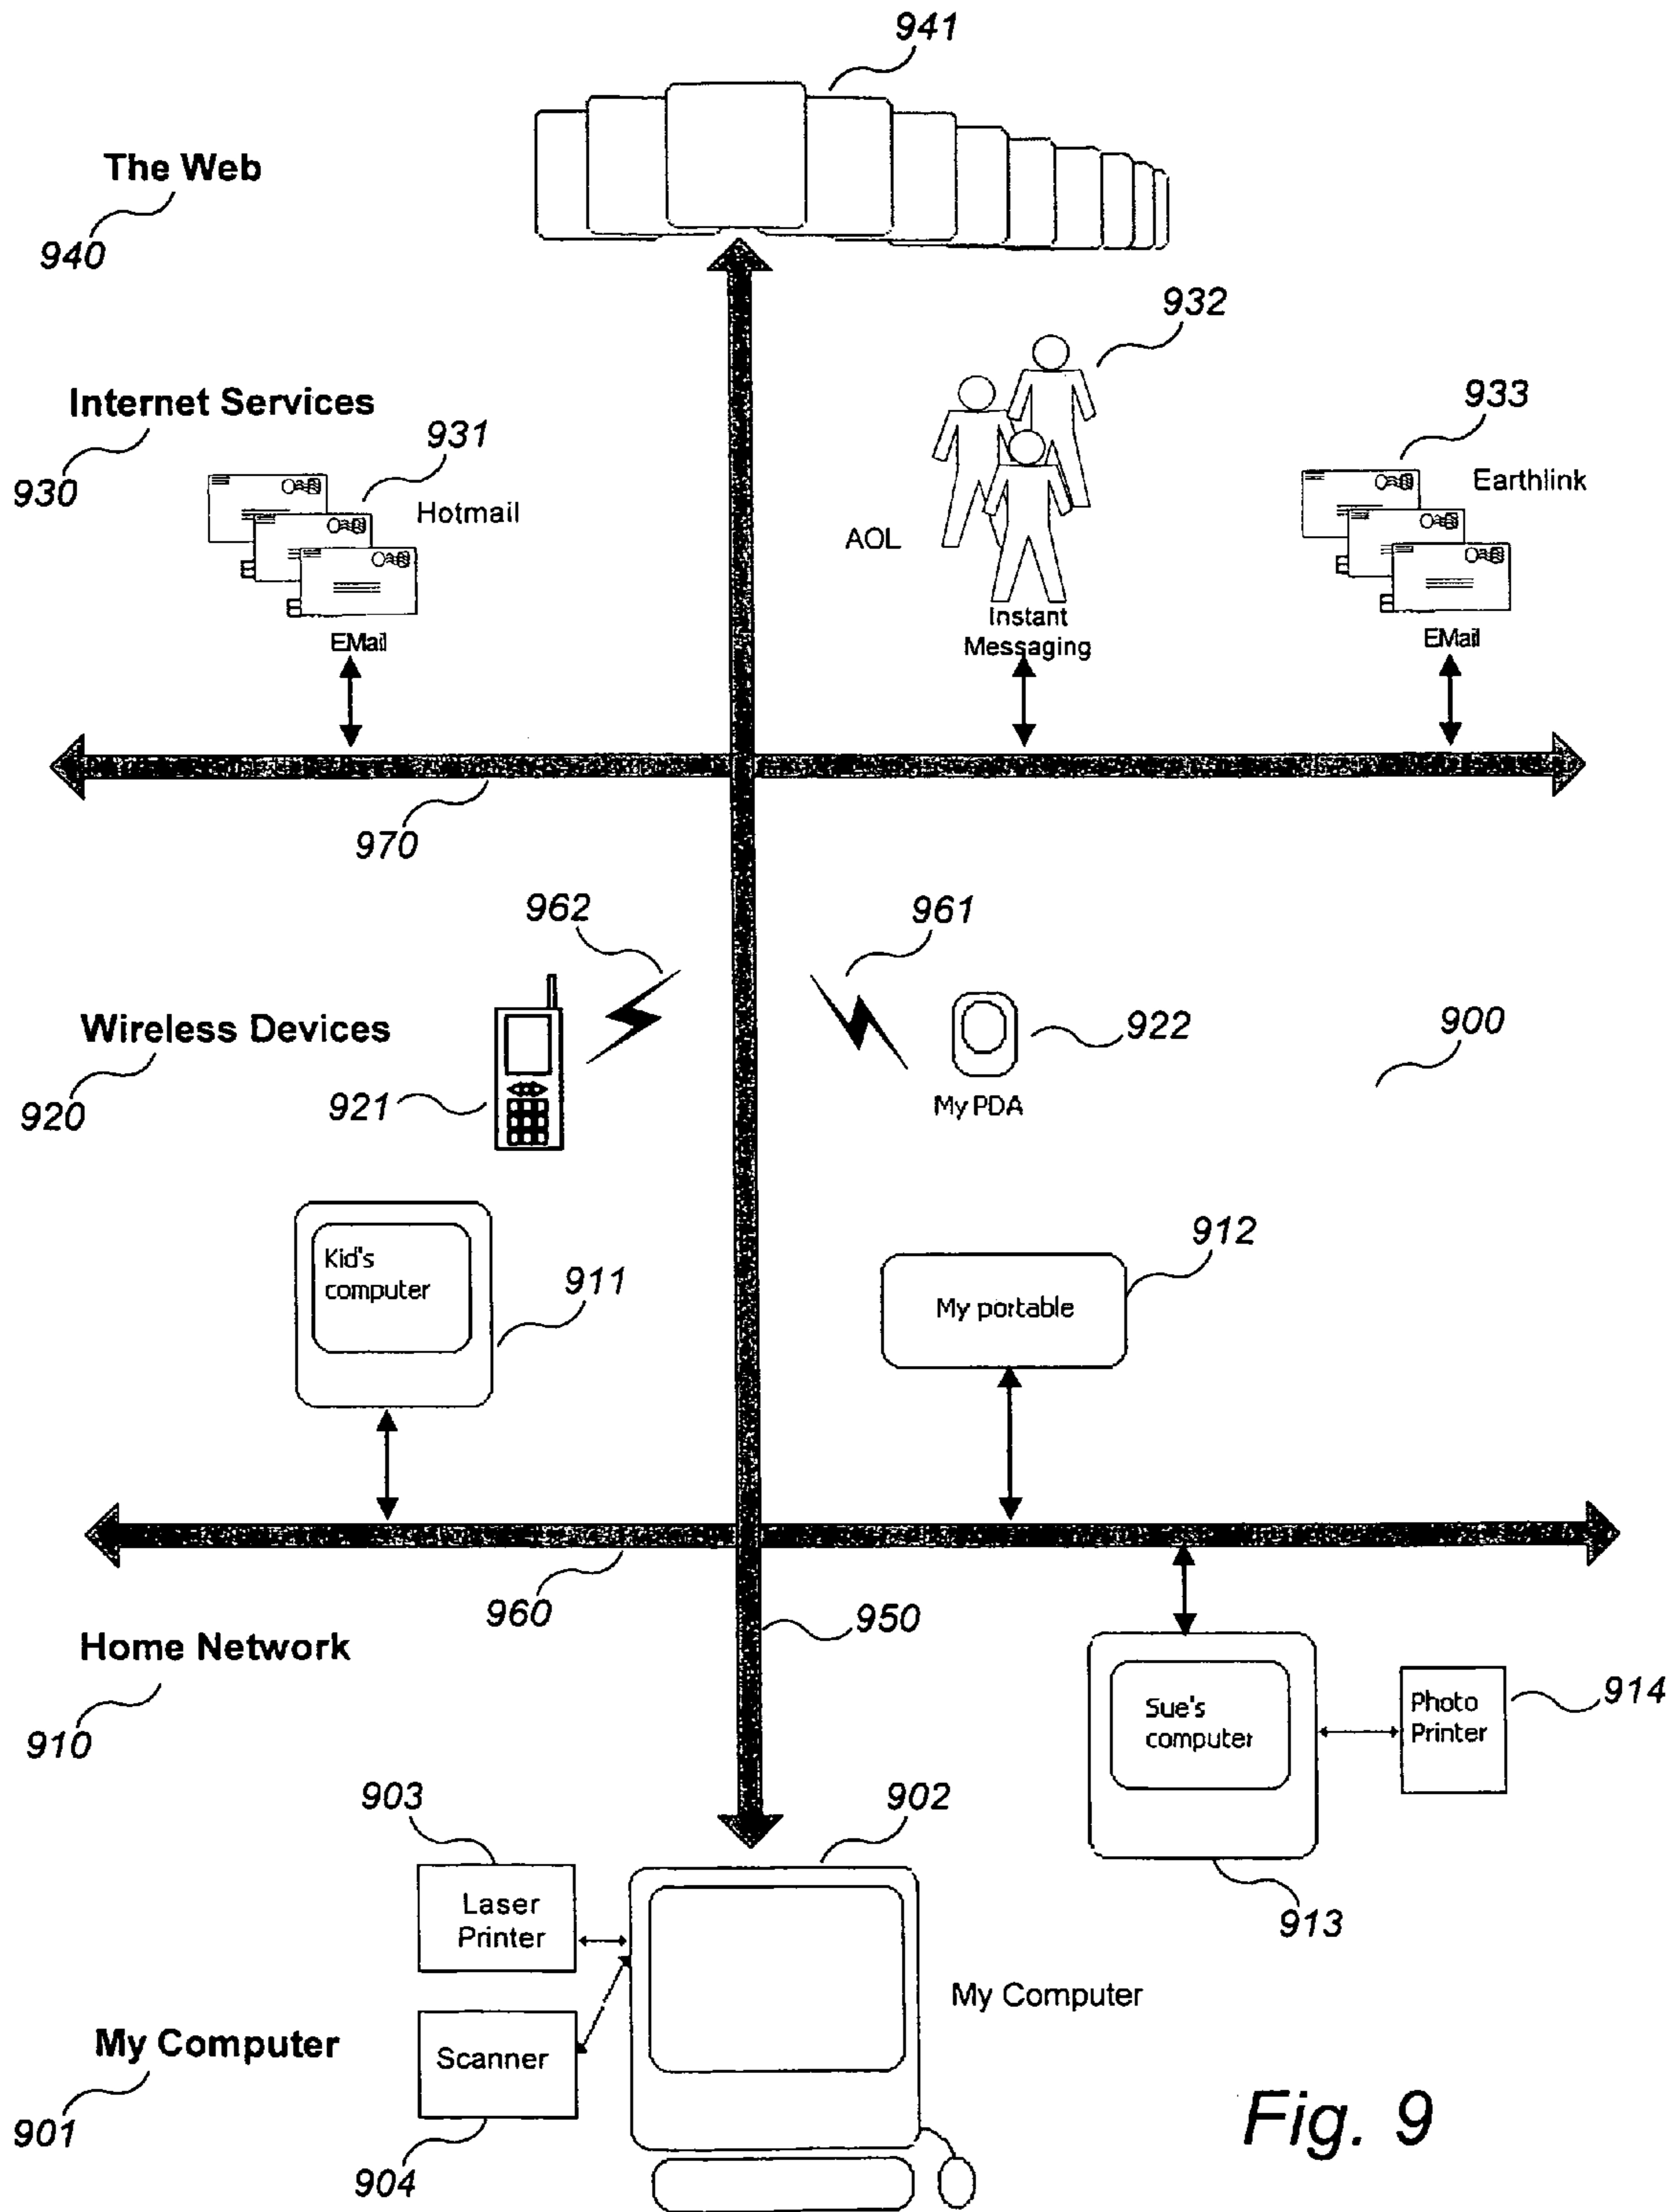 941
The Web
940
932
Internet Services
933
931
930
Hotmail
Earthlink
AOL
Instant
Messaging
EMail
EMail
970
962
961
Wireless Devices
922
900
920
921
My PDA
912
Kid's
computer
911
My portable
960
950
Home Network
914
Sue's
computer
Photo
Printer
910
903
902
Laser
Printer
913
My Computer
My Computer
Scanner
901
904
Fig. 9